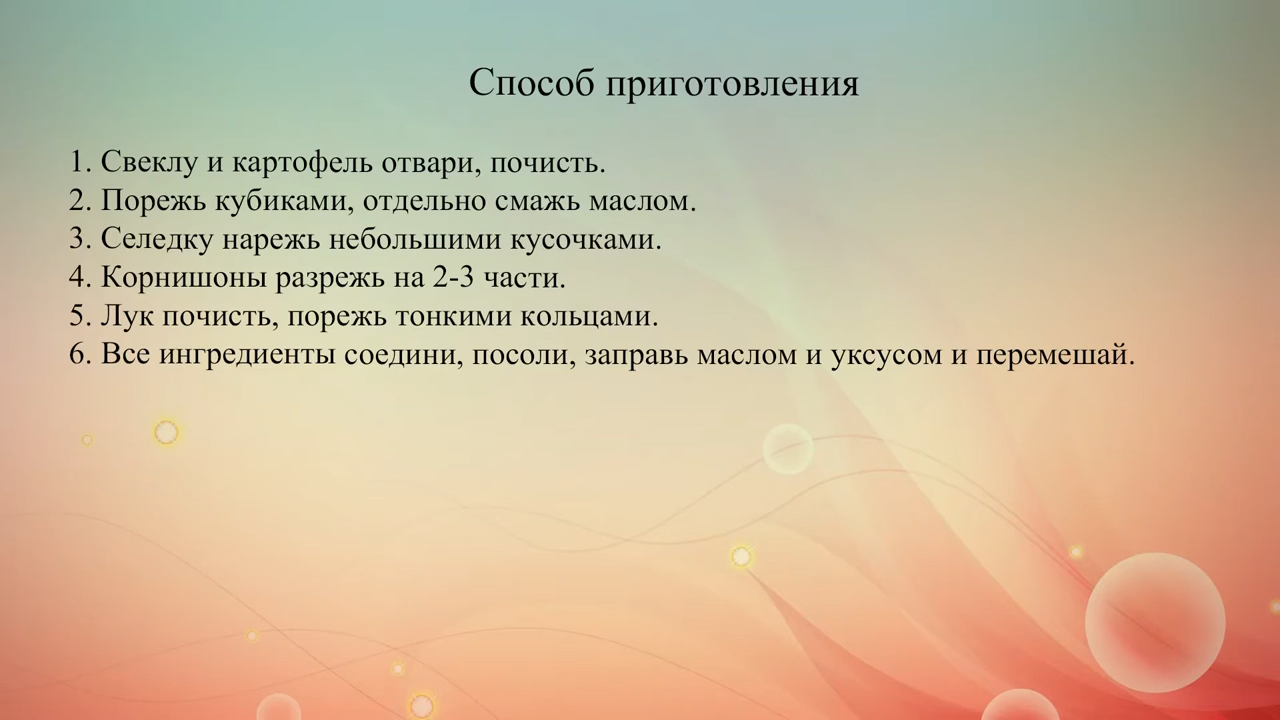 Способ приготовления
1. Свеклу и картофель отвари, почисть.
2. Порежь кубиками, отдельно смажь маслом.
3. Селедку нарежь небольшими кусочками.
4. Корнишоны разрежь на 2-3 части.
5. Лук почисть, порежь тонкими кольцами.
6. Все ингредиенты соедини, посоли, заправь маслом и уксусом и перемешай.